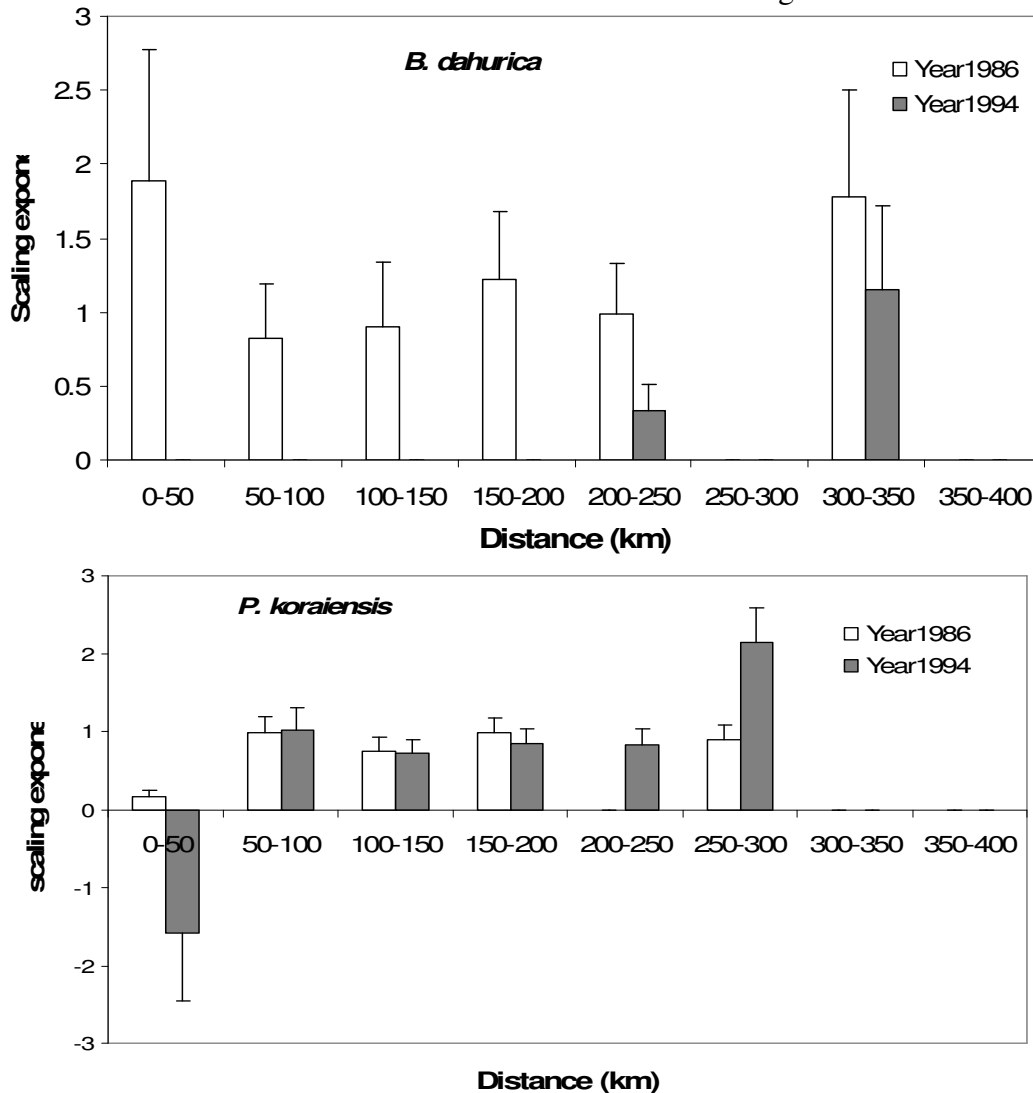 3
B. dahurica
Year1986
2.5
Year1994
2
Scaling expone
1.5
1
0.5
0
0-50 50-100 100-150 150-200 200-250 250-300 300-350 350-400
Distance (km)
3
P. koraiensis
Year1986
2
Year1994
scaling expone
1
0
0-50 50-100 100-150 150-200 200-250 250-300 300-350 350-400
-1
-2
-3
Distance (km)